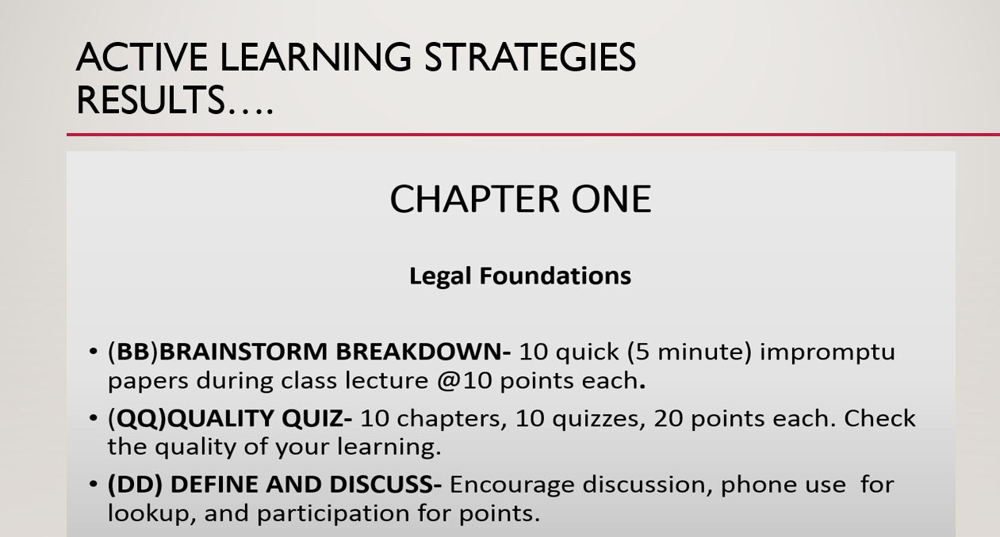 ACTIVE LEARNING STRATEGIES
RESULTS....
CHAPTER ONE
Legal Foundations
• (BB)BRAINSTORM BREAKDOWN- 10 quick (5 minute) impromptu
papers during class lecture @10 points each.
• (QQ)QUALITY QUIZ- 10 chapters, 10 quizzes, 20 points each. Check
the quality of your learning.
• (DD) DEFINE AND DISCUSS- Encourage discussion, phone use  for
lookup, and participation for points.